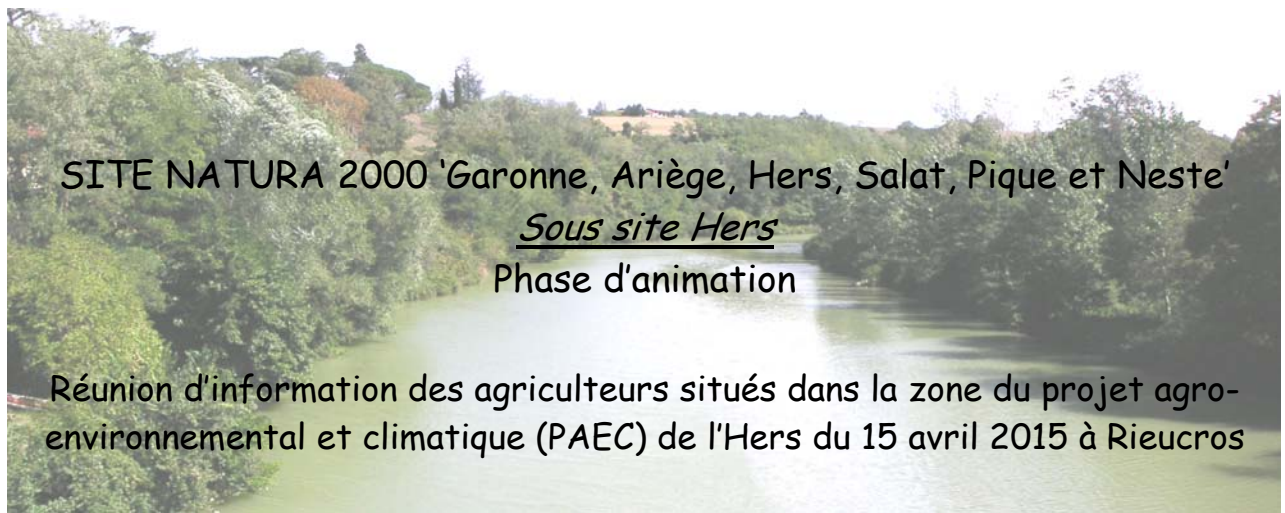 SITE NATURA 2000 ‘Garonne, Ariège, Hers, Salat, Pique et Neste’
Sous site Hers
Phase d’animation
Réunion d’information des agriculteurs situés dans la zone du projet agro-
environnemental et climatique (PAEC) de l’Hers du 15 avril 2015 à Rieucros